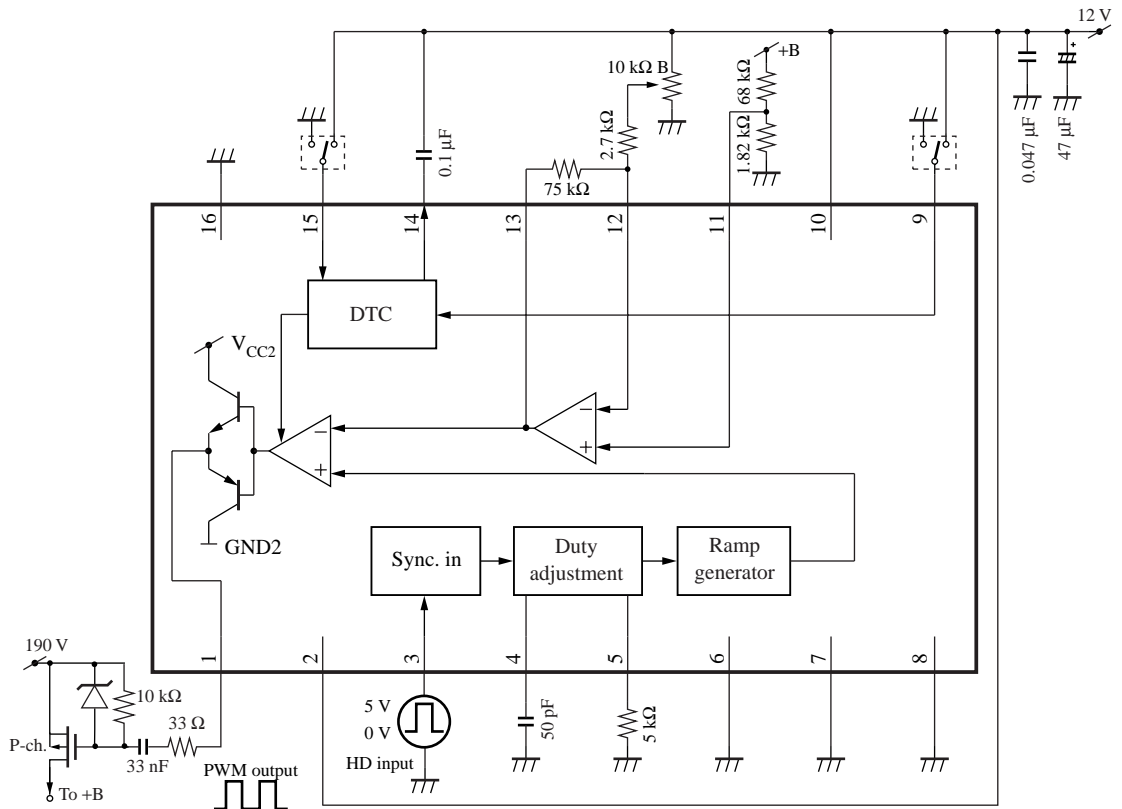 12 V
+B
10 kΩ B
68 kΩ
1.82 kΩ
2.7 kΩ
75 kΩ
0.1 μF
0.047 μF
+
47 μF
16
15
14
13
12
11
10
9
DTC
VCC2
−
+
−
+
GND2
Sync. in
Duty
adjustment
Ramp
generator
1
2
3
4
5
6
7
8
190 V
10 kΩ
33 Ω
P-ch.
33 nF
To +B
PWM output
5 V
0 V
HD input
50 pF
5 kΩ